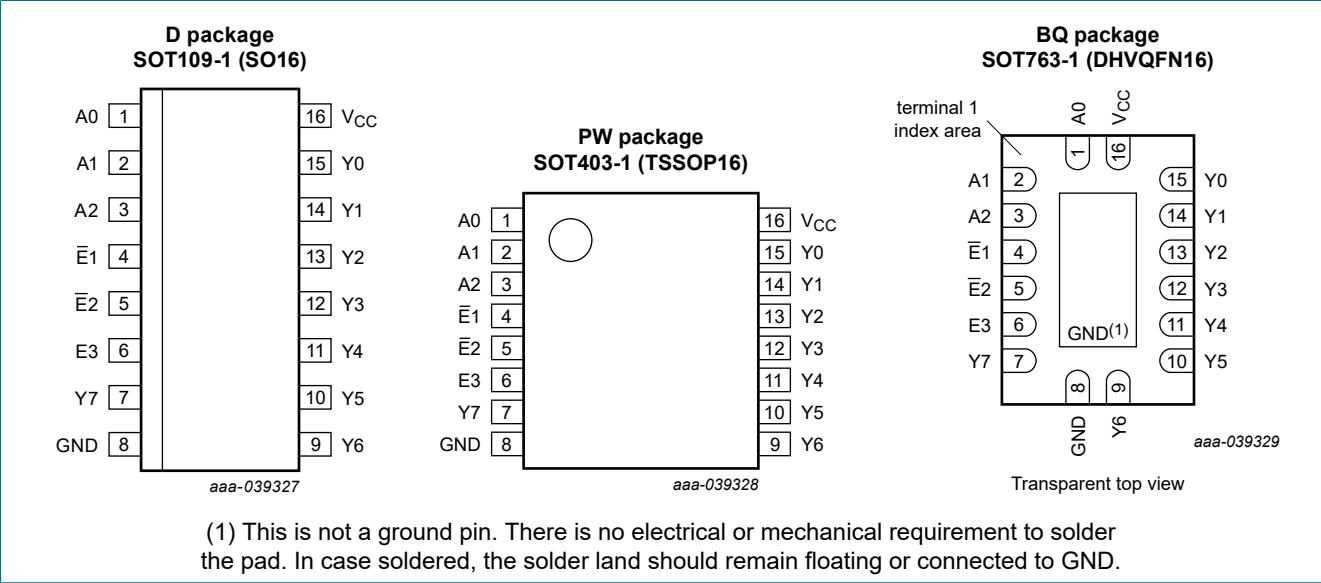 D package
SOT109-1 (SO16)
A0 1
16 VCC
A1 2
15 Y0
A2 3
14 Y1
E̅1 4
13 Y2
E̅2 5
12 Y3
E3 6
11 Y4
Y7 7
10 Y5
GND 8
9 Y6
aaa-039327
PW package
SOT403-1 (TSSOP16)
A0 1
16 VCC
A1 2
15 Y0
A2 3
14 Y1
E̅1 4
13 Y2
E̅2 5
12 Y3
E3 6
11 Y4
Y7 7
10 Y5
GND 8
9 Y6
aaa-039328
BQ package
SOT763-1 (DHVQFN16)
terminal 1
index area
A0
VCC
1
16
A1 2
15 Y0
A2 3
14 Y1
E̅1 4
13 Y2
E̅2 5
12 Y3
E3 6
11 Y4
GND(1)
Y7 7
10 Y5
8
9
GND
Y6
aaa-039329
Transparent top view
(1) This is not a ground pin. There is no electrical or mechanical requirement to solder
the pad. In case soldered, the solder land should remain floating or connected to GND.